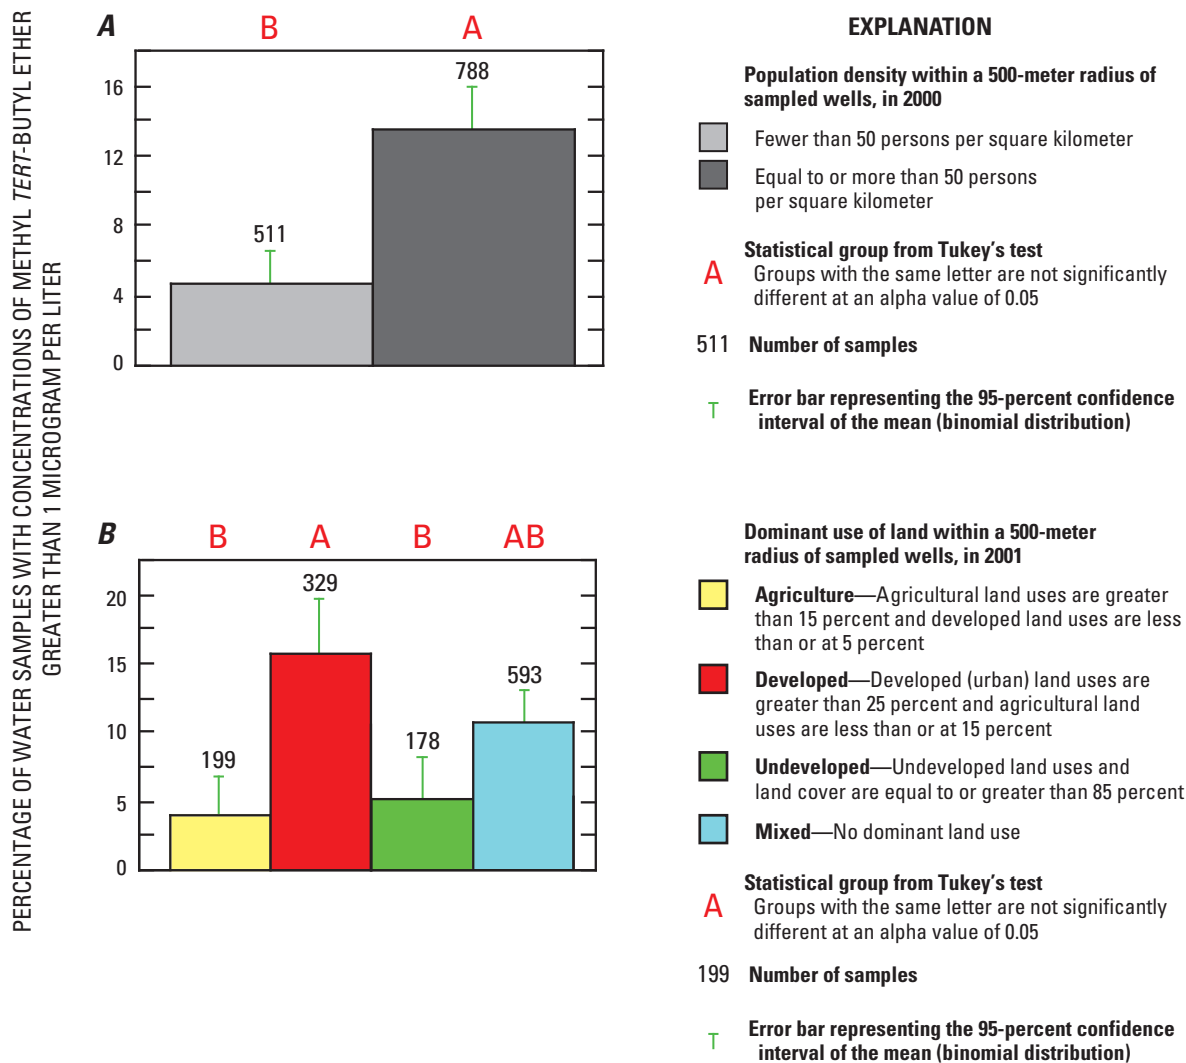 PERCENTAGE OF WATER SAMPLES WITH CONCENTRATIONS OF METHYL TERT-BUTYL ETHER
GREATER THAN 1 MICROGRAM PER LITER
A
B A
16
12
8
4
0
511
788
EXPLANATION
Population density within a 500-meter radius of
sampled wells, in 2000
Fewer than 50 persons per square kilometer
Equal to or more than 50 persons
per square kilometer
Statistical group from Tukey's test
A Groups with the same letter are not significantly
different at an alpha value of 0.05
511 Number of samples
Error bar representing the 95-percent confidence
interval of the mean (binomial distribution)
B
B A B AB
20
15
10
5
0
199
329
178
593
Dominant use of land within a 500-meter
radius of sampled wells, in 2001
Agriculture—Agricultural land uses are greater
than 15 percent and developed land uses are less
than or at 5 percent
Developed—Developed (urban) land uses are
greater than 25 percent and agricultural land
uses are less than or at 15 percent
Undeveloped—Undeveloped land uses and
land cover are equal to or greater than 85 percent
Mixed—No dominant land use
Statistical group from Tukey's test
A Groups with the same letter are not significantly
different at an alpha value of 0.05
199 Number of samples
Error bar representing the 95-percent confidence
interval of the mean (binomial distribution)